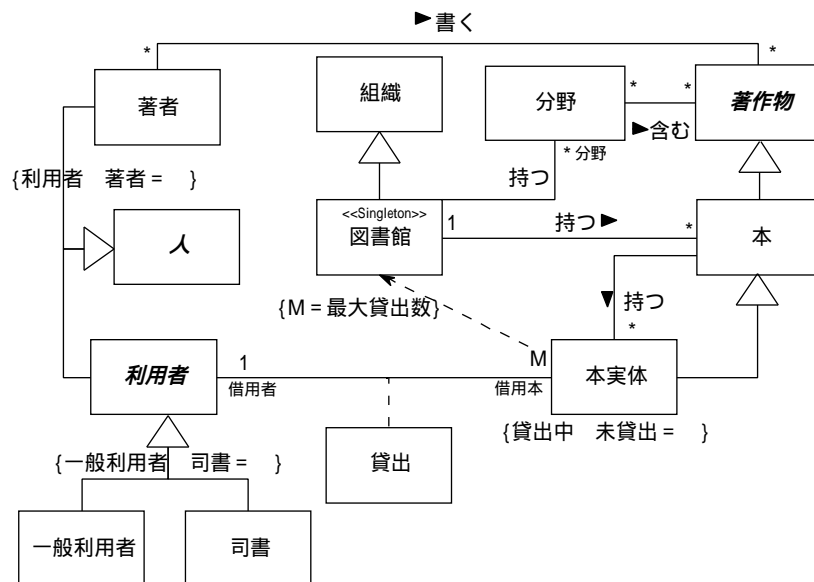 ►書く
* *
著者
組織
分野
* *
著作物
►含む
* 分野
持つ
{利用者 著者 = }
<<Singleton>>
図書館
1
持つ►
*
本
人
{M = 最大貸出数}
▼ 持つ
*
利用者
1
借用者
M
借用本
本実体
{貸出中 未貸出 = }
貸出
{一般利用者 司書 = }
一般利用者
司書